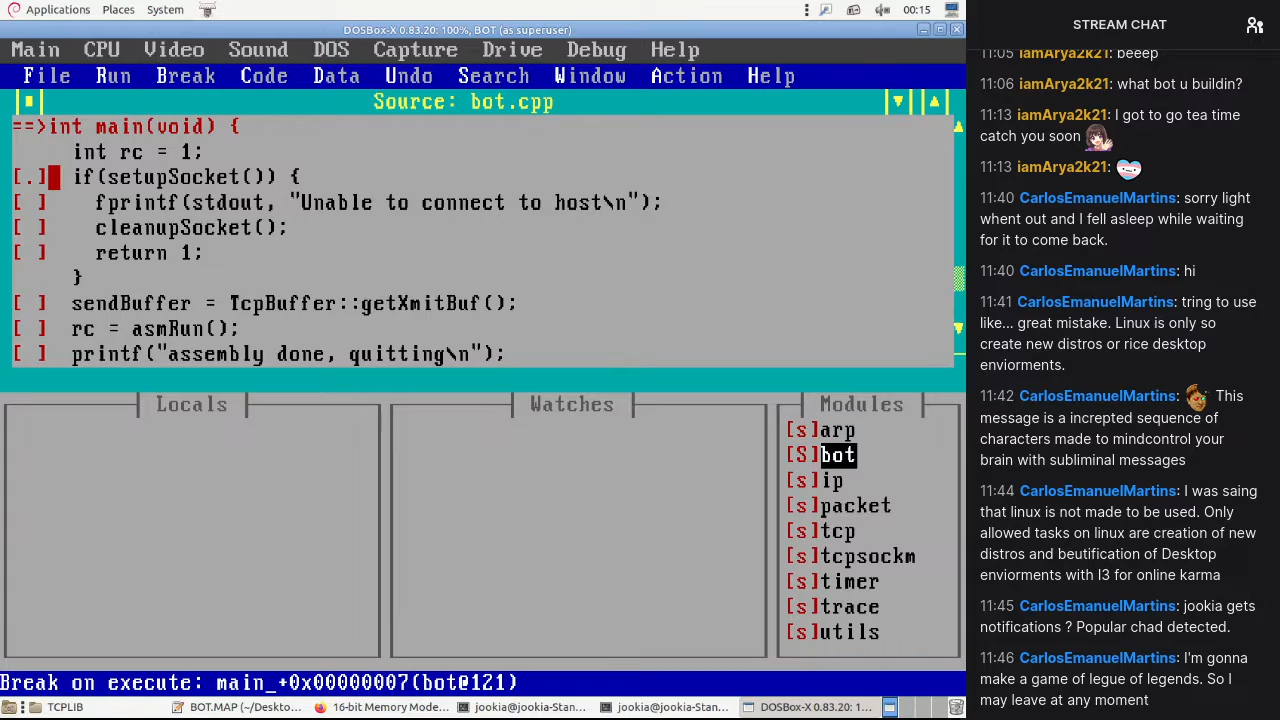 Applications Places System 00:15
DOSBox-X 0.83.20: 100%, BOT (as superuser)
Main CPU Video Sound DOS Capture Drive Debug Help
File Run Break Code Data Undo Search Window Action Help
Source: bot.cpp
==>int main(void) {
int rc = 1;
[.] if(setupSocket()) {
[ ] fprintf(stdout, "Unable to connect to host\n");
[ ] cleanupSocket();
[ ] return 1;
}
[ ] sendBuffer = TcpBuffer::getXmitBuf();
[ ] rc = asmRun();
[ ] printf("assembly done, quitting\n");
Locals Watches Modules
[s]arp
[S]bot
[s]ip
[s]packet
[s]tcp
[s]tcpsockm
[s]timer
[s]trace
[s]utils
Break on execute: main_+0x00000007(bot@121)
TCPLIB BOT.MAP (~/Deskto... 16-bit Memory Mode... jookia@jookia-Stan... jookia@jookia-Stan... DOSBox-X 0.83.20: 1...
STREAM CHAT
11:05 iamArya2k21: beeep
11:06 iamArya2k21: what bot u buildin?
11:13 iamArya2k21: I got to go tea time
catch you soon
11:13 iamArya2k21:
11:40 CarlosEmanuelMartins: sorry light
whent out and I fell asleep while waiting
for it to come back.
11:40 CarlosEmanuelMartins: hi
11:41 CarlosEmanuelMartins: tring to use
like... great mistake. Linux is only so
create new distros or rice desktop
enviorments.
11:42 CarlosEmanuelMartins: This
message is a increpted sequence of
characters made to mindcontrol your
brain with subliminal messages
11:44 CarlosEmanuelMartins: I was saing
that linux is not made to be used. Only
allowed tasks on linux are creation of new
distros and beutification of Desktop
enviorments with I3 for online karma
11:45 CarlosEmanuelMartins: jookia gets
notifications ? Popular chad detected.
11:46 CarlosEmanuelMartins: I'm gonna
make a game of legue of legends. So I
may leave at any moment